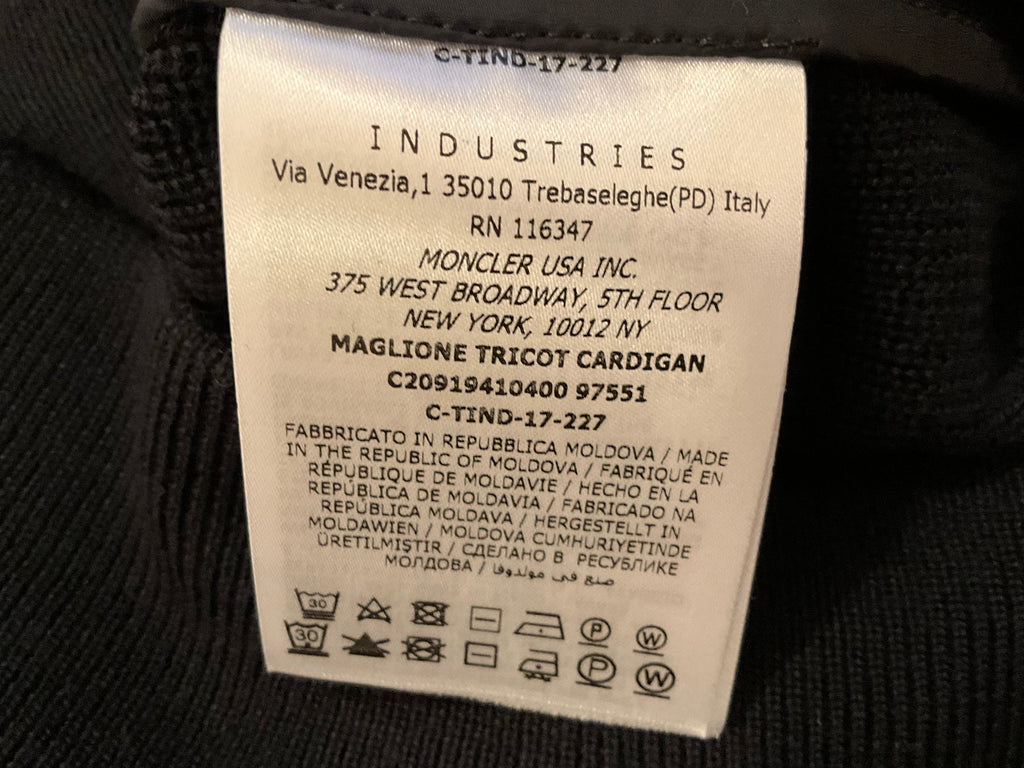 C-TIND-17-227
INDUSTRIES
Via Venezia,1 35010 Trebaseleghe(PD) Italy
RN 116347
MONCLER USA INC.
375 WEST BROADWAY, 5TH FLOOR
NEW YORK, 10012 NY
MAGLIONE TRICOT CARDIGAN
C20919410400 97551
C-TIND-17-227
FABBRICATO IN REPUBBLICA MOLDOVA / MADE
IN THE REPUBLIC OF MOLDOVA / FABRIQUÉ EN
RÉPUBLIQUE DE MOLDAVIE / HECHO EN LA
REPÚBLICA DE MOLDAVIA / FABRICADO NA
REPÚBLICA MOLDAVA / HERGESTELLT IN
MOLDAWIEN / MOLDOVA CUMHURIYETINDE
ÜRETILMIŞTIR / СДЕЛАНО В РЕСУБЛИКЕ
МОЛДОВА / صنع في مولدوفا
30 P W
30 P W